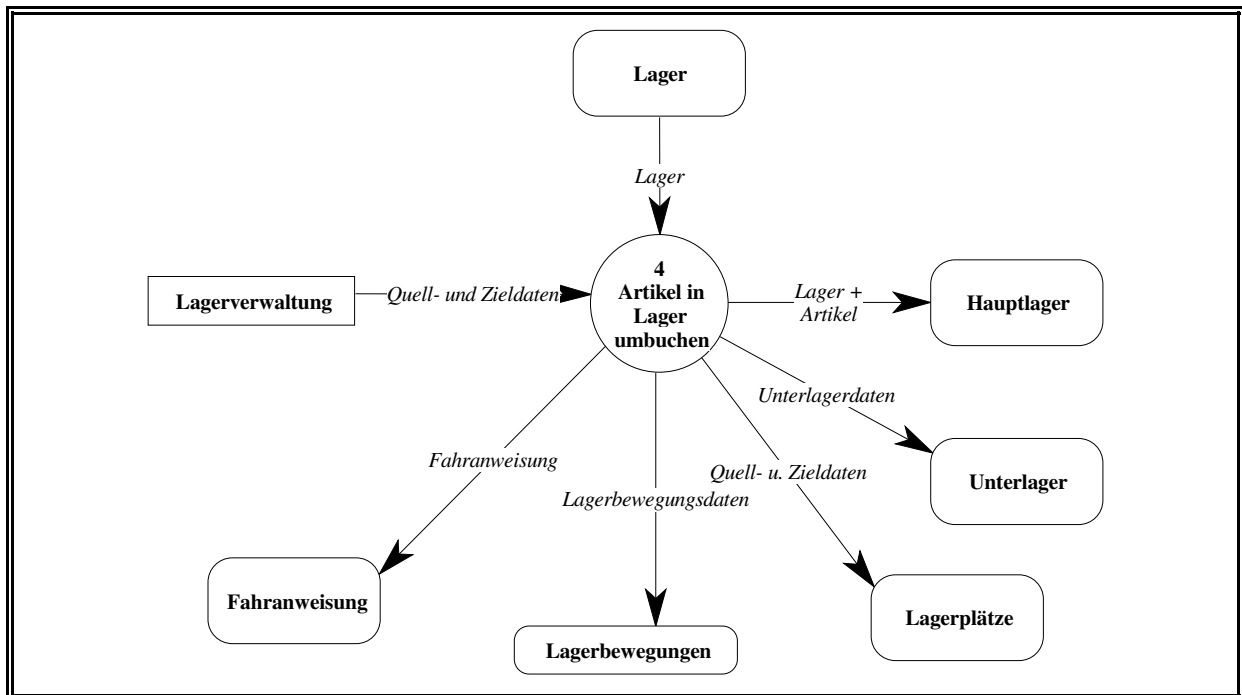 Lager
Lager
4
Artikel in
Lager
umbuchen
Lagerverwaltung
Quell- und Zieldaten
Lager +
Artikel
Hauptlager
Unterlagerdaten
Fahranweisung
Quell- u. Zieldaten
Unterlager
Lagerbewegungsdaten
Fahranweisung
Lagerplätze
Lagerbewegungen